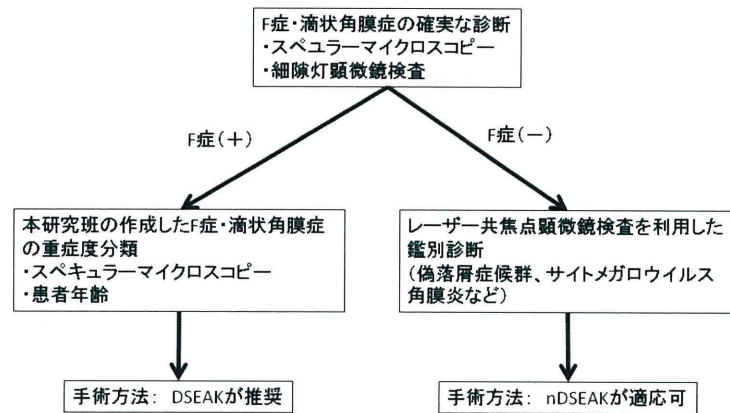 F症・滴状角膜症の確実な診断
・スペュラーマイクロスコピー
・細隙灯顕微鏡検査
F症(＋)
F症(－)
本研究班の作成したF症・滴状角膜症
の重症度分類
・スペキュラーマイクロスコピー
・患者年齢
レーザー共焦点顕微鏡検査を利用した
鑑別診断
(偽落屑症候群、サイトメガロウイルス
角膜炎など)
手術方法： DSEAKが推奨
手術方法： nDSEAKが適応可